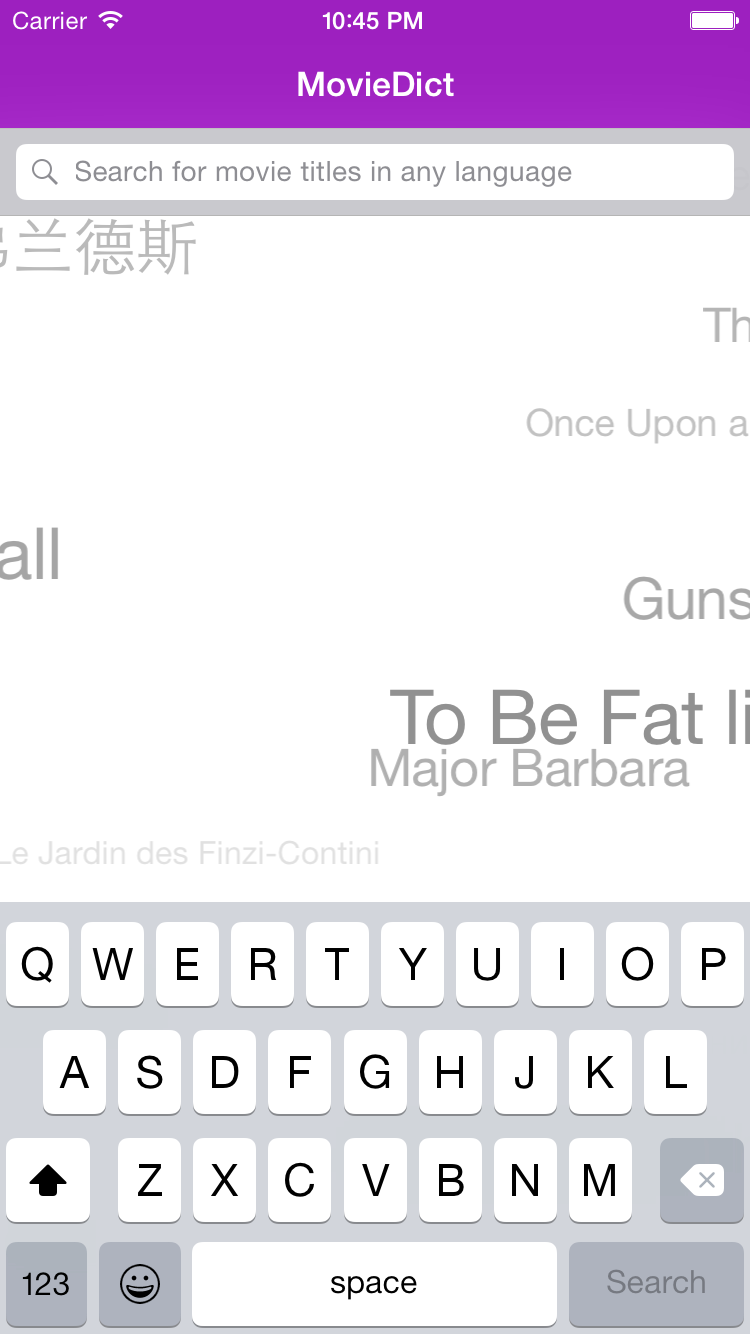 Carrier 10:45 PM
MovieDict
Search for movie titles in any language
兰德斯
Th
Once Upon a
all
Guns
To Be Fat li
Major Barbara
Le Jardin des Finzi-Contini
Q W E R T Y U I O P
A S D F G H J K L
Z X C V B N M
123 space Search